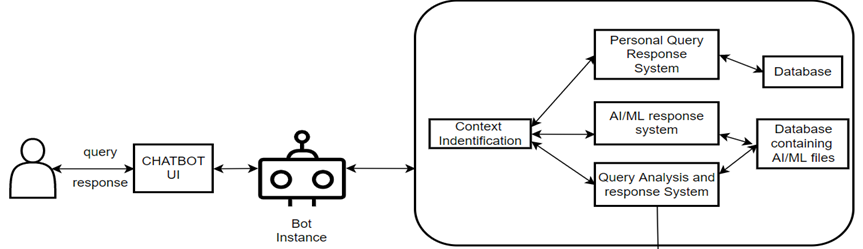 query
response
CHATBOT
UI
Bot
Instance
Context
Indentification
Personal Query
Response
System
Database
AI/ML response
system
Database
containing
AI/ML files
Query Analysis and
response System